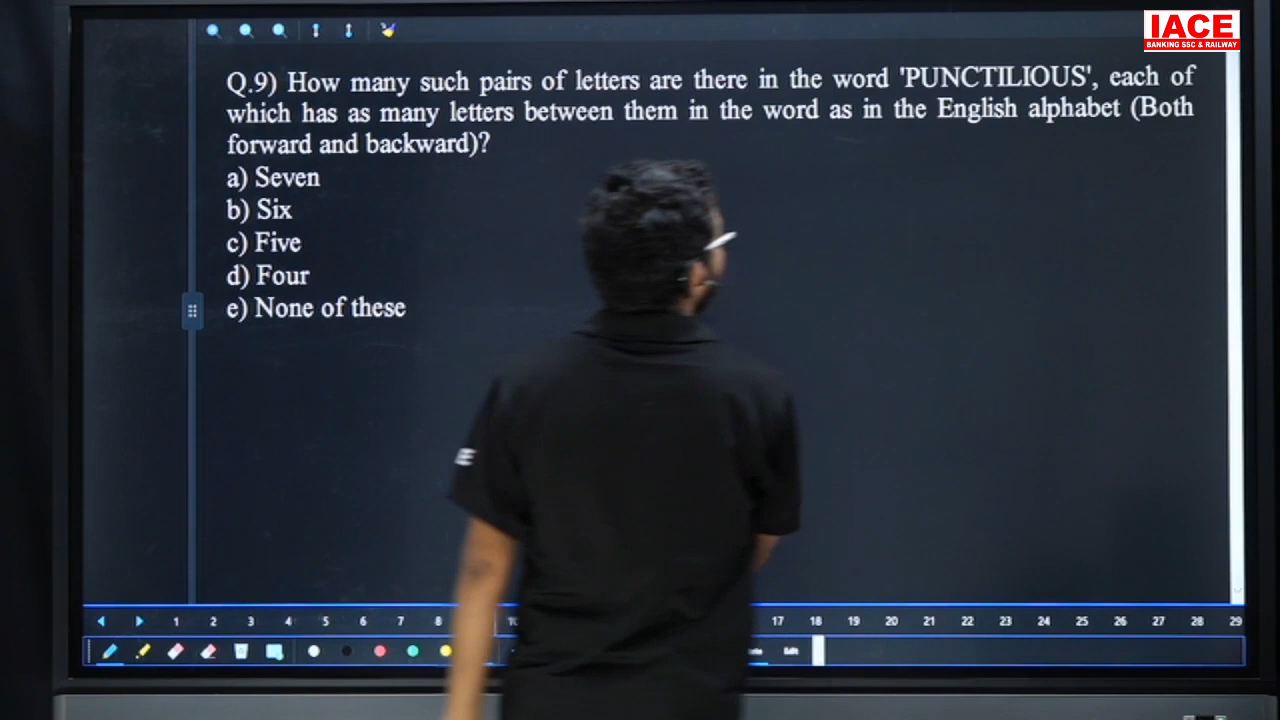 IACE
BANKING SSC & RAILWAY
Q.9) How many such pairs of letters are there in the word 'PUNCTILIOUS', each of
which has as many letters between them in the word as in the English alphabet (Both
forward and backward)?
a) Seven
b) Six
c) Five
d) Four
e) None of these
1 2 3 4 5 6 7 8 17 18 19 20 21 22 23 24 25 26 27 28 29
Edit